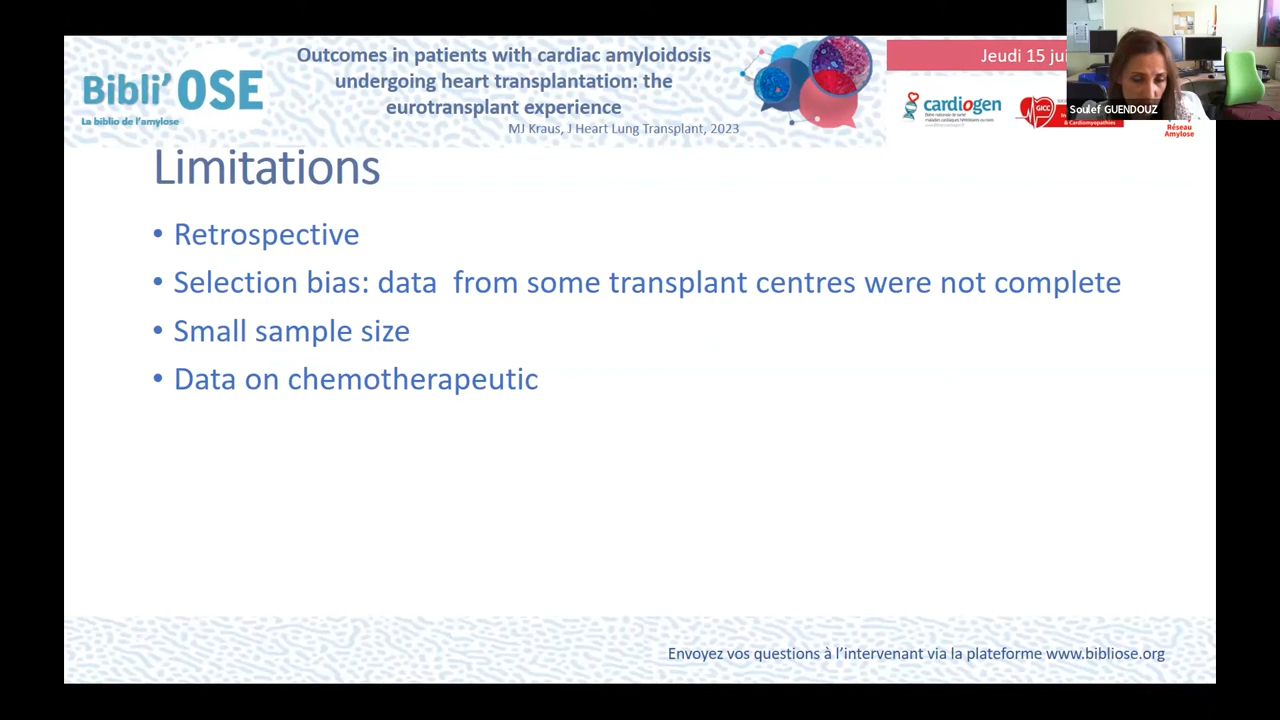 Bibli'OSE
La biblio de l'amylose
Outcomes in patients with cardiac amyloidosis
undergoing heart transplantation: the
eurotransplant experience
MJ Kraus, J Heart Lung Transplant, 2023
Jeudi 15 jui
cardiogen
GICC
& Cardiomyopathies
Réseau
Amylose
Soulef GUENDOUZ
Limitations
• Retrospective
• Selection bias: data from some transplant centres were not complete
• Small sample size
• Data on chemotherapeutic
Envoyez vos questions à l'intervenant via la plateforme www.bibliose.org